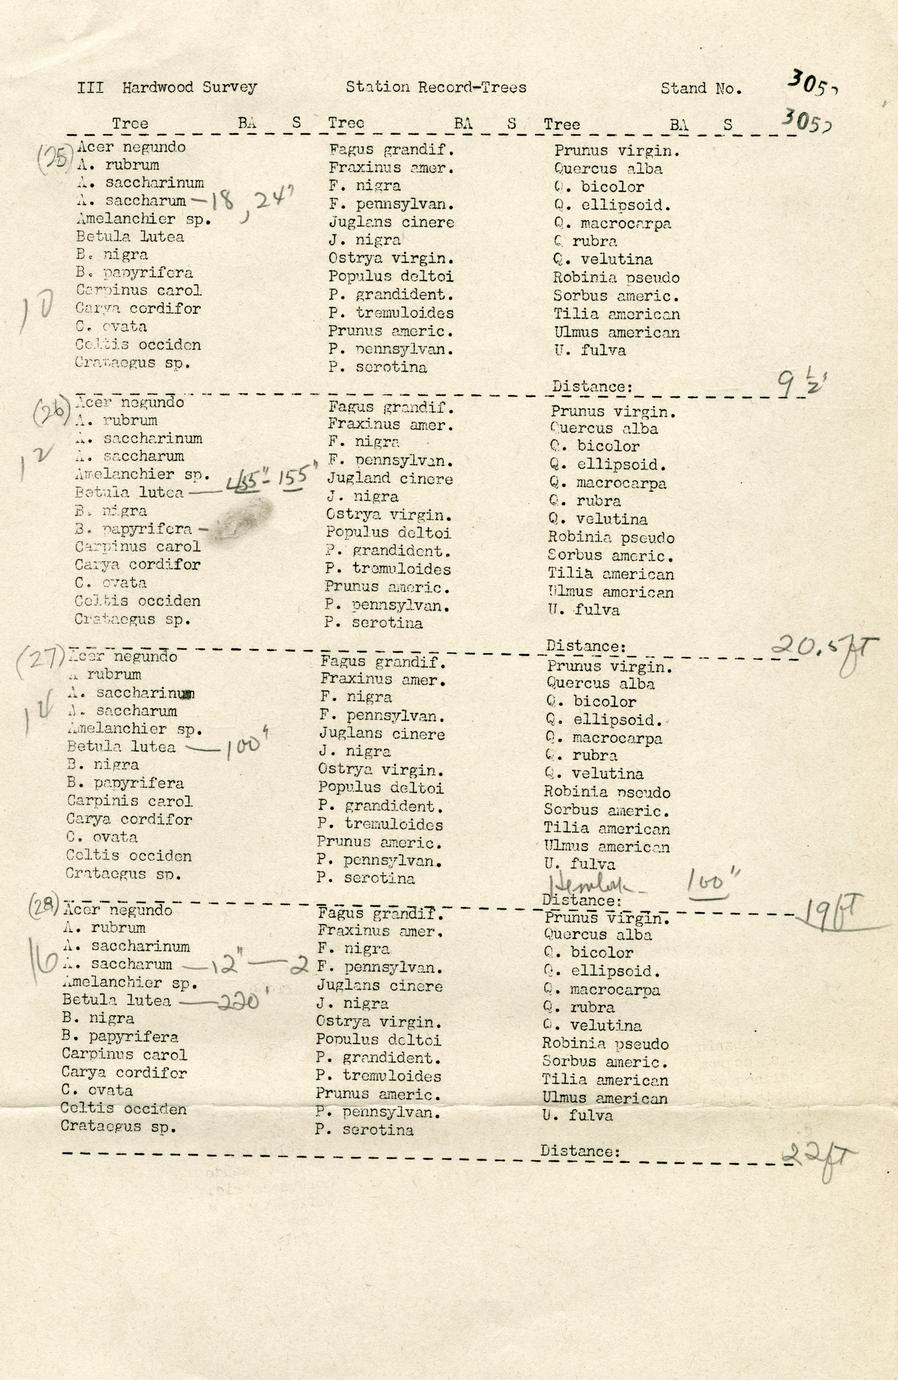 III Hardwood Survey Station Record-Trees Stand No. 3050
3050
Tree BA S Tree BA S Tree BA S
(25) Acer negundo Fagus grandif. Prunus virgin.
A. rubrum Fraxinus amer. Quercus alba
A. saccharinum F. nigra Q. bicolor
A. saccharum — 18, 24" F. pennsylvan. Q. ellipsoid.
Amelanchier sp. Juglans cinere Q. macrocarpa
Betula lutea J. nigra Q rubra
B. nigra Ostrya virgin. Q. velutina
B. papyrifera Populus deltoi Robinia pseudo
10 Carpinus carol P. grandident. Sorbus americ.
Carya cordifor P. tremuloides Tilia american
C. ovata Prunus americ. Ulmus american
Celtis occiden P. pennsylvan. U. fulva
Crataegus sp. P. serotina
Distance: 9 1/2'
(26) Acer negundo Fagus grandif. Prunus virgin.
A. rubrum Fraxinus amer. Quercus alba
A. saccharinum F. nigra Q. bicolor
12 A. saccharum F. pennsylvan. Q. ellipsoid.
Amelanchier sp. Jugland cinere Q. macrocarpa
Betula lutea — 155" J. nigra Q. rubra
B. nigra Ostrya virgin. Q. velutina
B. papyrifera — Populus deltoi Robinia pseudo
Carpinus carol P. grandident. Sorbus americ.
Carya cordifor P. tremuloides Tilia american
C. ovata Prunus americ. Ulmus american
Celtis occiden P. pennsylvan. U. fulva
Crataegus sp. P. serotina
Distance: 20.5ft
(27) Acer negundo Fagus grandif. Prunus virgin.
A rubrum Fraxinus amer. Quercus alba
A. saccharinum F. nigra Q. bicolor
A. saccharum F. pennsylvan. Q. ellipsoid.
Amelanchier sp. Juglans cinere Q. macrocarpa
Betula lutea — 100" J. nigra Q. rubra
B. nigra Ostrya virgin. Q. velutina
B. papyrifera Populus deltoi Robinia pseudo
Carpinis carol P. grandident. Sorbus americ.
Carya cordifor P. tremuloides Tilia american
C. ovata Prunus americ. Ulmus american
Celtis occiden P. pennsylvan. U. fulva
Crataegus sp. P. serotina Hemlock — 100"
Distance: 19ft
(28) Acer negundo Fagus grandif. Prunus virgin.
A. rubrum Fraxinus amer. Quercus alba
A. saccharinum F. nigra Q. bicolor
16 A. saccharum — 12" — 2 F. pennsylvan. Q. ellipsoid.
Amelanchier sp. Juglans cinere Q. macrocarpa
Betula lutea — 220' J. nigra Q. rubra
B. nigra Ostrya virgin. Q. velutina
B. papyrifera Populus deltoi Robinia pseudo
Carpinus carol P. grandident. Sorbus americ.
Carya cordifor P. tremuloides Tilia american
C. ovata Prunus americ. Ulmus american
Celtis occiden P. pennsylvan. U. fulva
Crataegus sp. P. serotina
Distance: 22ft